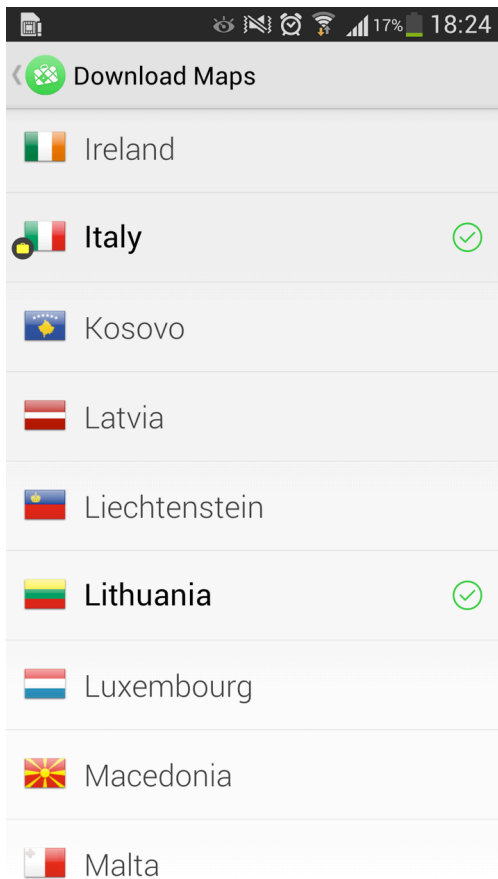 17% 18:24
Download Maps
Ireland
Italy
Kosovo
Latvia
Liechtenstein
Lithuania
Luxembourg
Macedonia
Malta